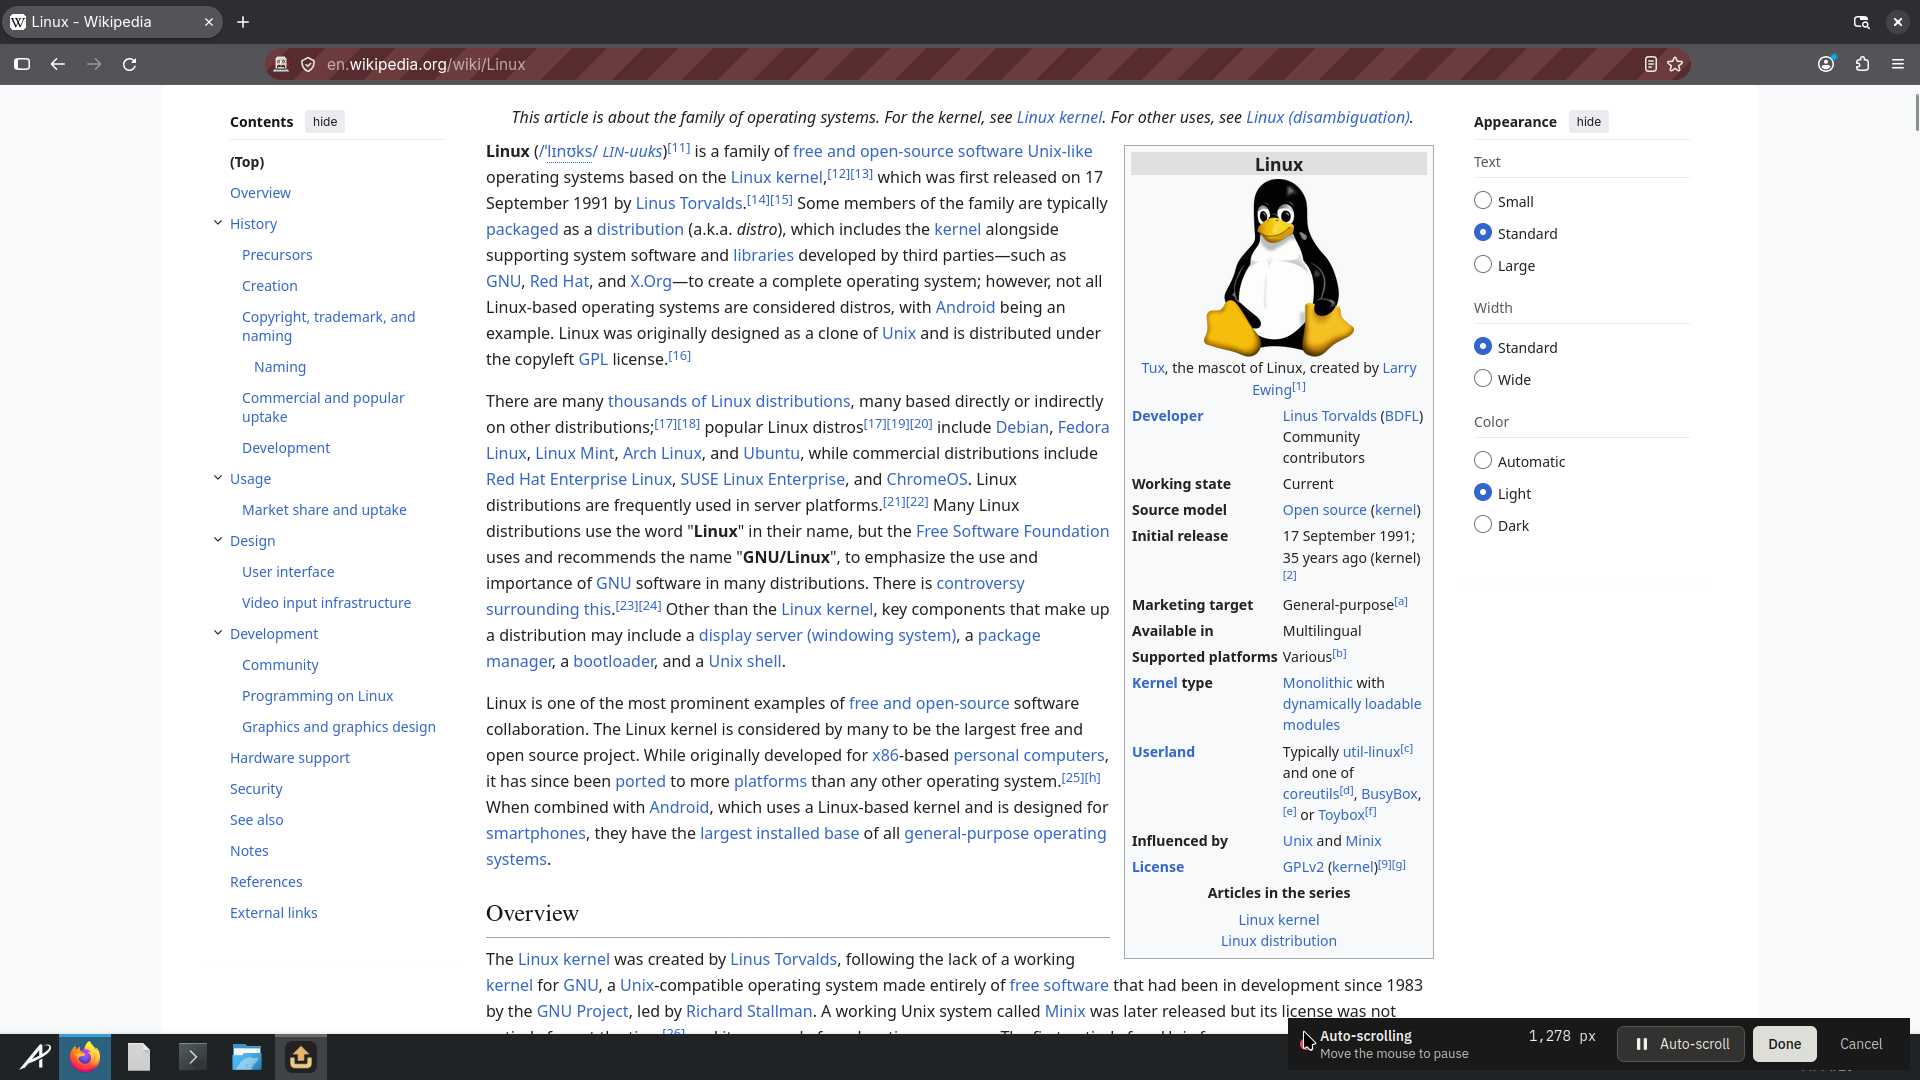 Linux - Wikipedia
en.wikipedia.org/wiki/Linux
Contents hide
(Top)
Overview
History
Precursors
Creation
Copyright, trademark, and
naming
Naming
Commercial and popular
uptake
Development
Usage
Market share and uptake
Design
User interface
Video input infrastructure
Development
Community
Programming on Linux
Graphics and graphics design
Hardware support
Security
See also
Notes
References
External links
This article is about the family of operating systems. For the kernel, see Linux kernel. For other uses, see Linux (disambiguation).
Linux (/ˈlɪnʊks/ LIN-uuks)[11] is a family of free and open-source software Unix-like
operating systems based on the Linux kernel,[12][13] which was first released on 17
September 1991 by Linus Torvalds.[14][15] Some members of the family are typically
packaged as a distribution (a.k.a. distro), which includes the kernel alongside
supporting system software and libraries developed by third parties—such as
GNU, Red Hat, and X.Org—to create a complete operating system; however, not all
Linux-based operating systems are considered distros, with Android being an
example. Linux was originally designed as a clone of Unix and is distributed under
the copyleft GPL license.[16]
There are many thousands of Linux distributions, many based directly or indirectly
on other distributions;[17][18] popular Linux distros[17][19][20] include Debian, Fedora
Linux, Linux Mint, Arch Linux, and Ubuntu, while commercial distributions include
Red Hat Enterprise Linux, SUSE Linux Enterprise, and ChromeOS. Linux
distributions are frequently used in server platforms.[21][22] Many Linux
distributions use the word "Linux" in their name, but the Free Software Foundation
uses and recommends the name "GNU/Linux", to emphasize the use and
importance of GNU software in many distributions. There is controversy
surrounding this.[23][24] Other than the Linux kernel, key components that make up
a distribution may include a display server (windowing system), a package
manager, a bootloader, and a Unix shell.
Linux is one of the most prominent examples of free and open-source software
collaboration. The Linux kernel is considered by many to be the largest free and
open source project. While originally developed for x86-based personal computers,
it has since been ported to more platforms than any other operating system.[25][h]
When combined with Android, which uses a Linux-based kernel and is designed for
smartphones, they have the largest installed base of all general-purpose operating
systems.
Overview
The Linux kernel was created by Linus Torvalds, following the lack of a working
kernel for GNU, a Unix-compatible operating system made entirely of free software that had been in development since 1983
by the GNU Project, led by Richard Stallman. A working Unix system called Minix was later released but its license was not
Linux
Tux, the mascot of Linux, created by Larry
Ewing[1]
Developer Linus Torvalds (BDFL)
Community
contributors
Working state Current
Source model Open source (kernel)
Initial release 17 September 1991;
35 years ago (kernel)
[2]
Marketing target General-purpose[a]
Available in Multilingual
Supported platforms Various[b]
Kernel type Monolithic with
dynamically loadable
modules
Userland Typically util-linux[c]
and one of
coreutils[d], BusyBox,
[e] or Toybox[f]
Influenced by Unix and Minix
License GPLv2 (kernel)[9][g]
Articles in the series
Linux kernel
Linux distribution
Appearance hide
Text
Small
Standard
Large
Width
Standard
Wide
Color
Automatic
Light
Dark
Auto-scrolling
Move the mouse to pause
1,278 px
Auto-scroll
Done
Cancel